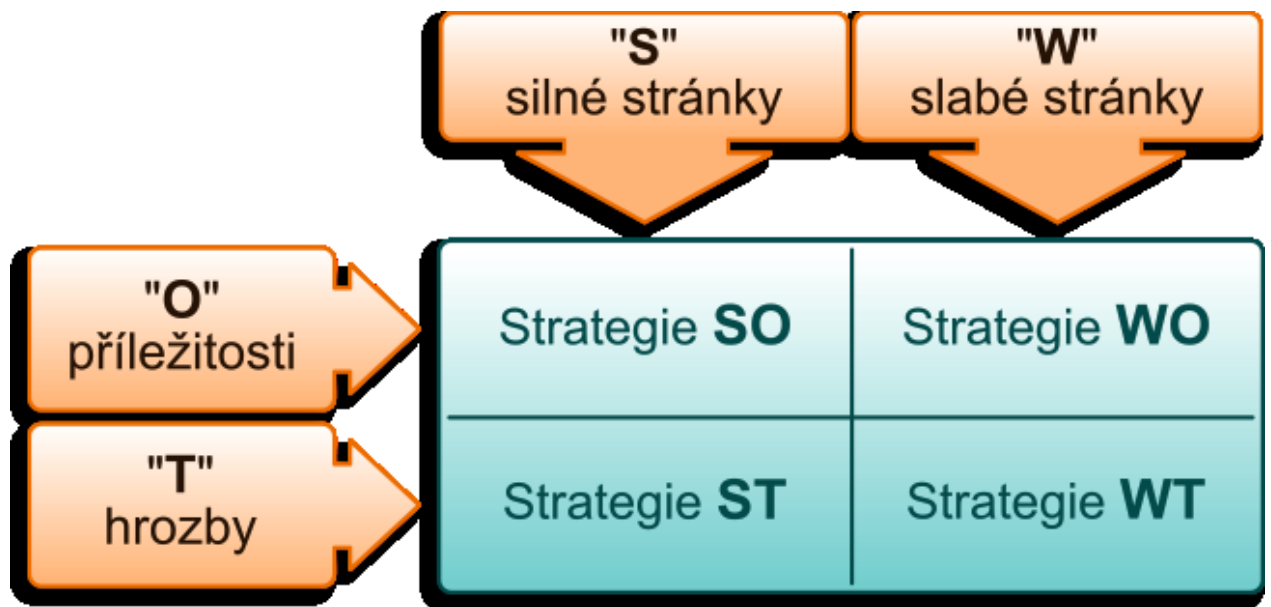 "S"
silné stránky
"W"
slabé stránky
"O"
příležitosti
Strategie SO
Strategie WO
"T"
hrozby
Strategie ST
Strategie WT